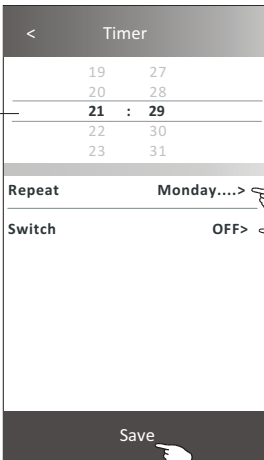 < Timer
19 27
20 28
21 : 29
22 30
23 31
Repeat Monday....>
Switch OFF>
Save